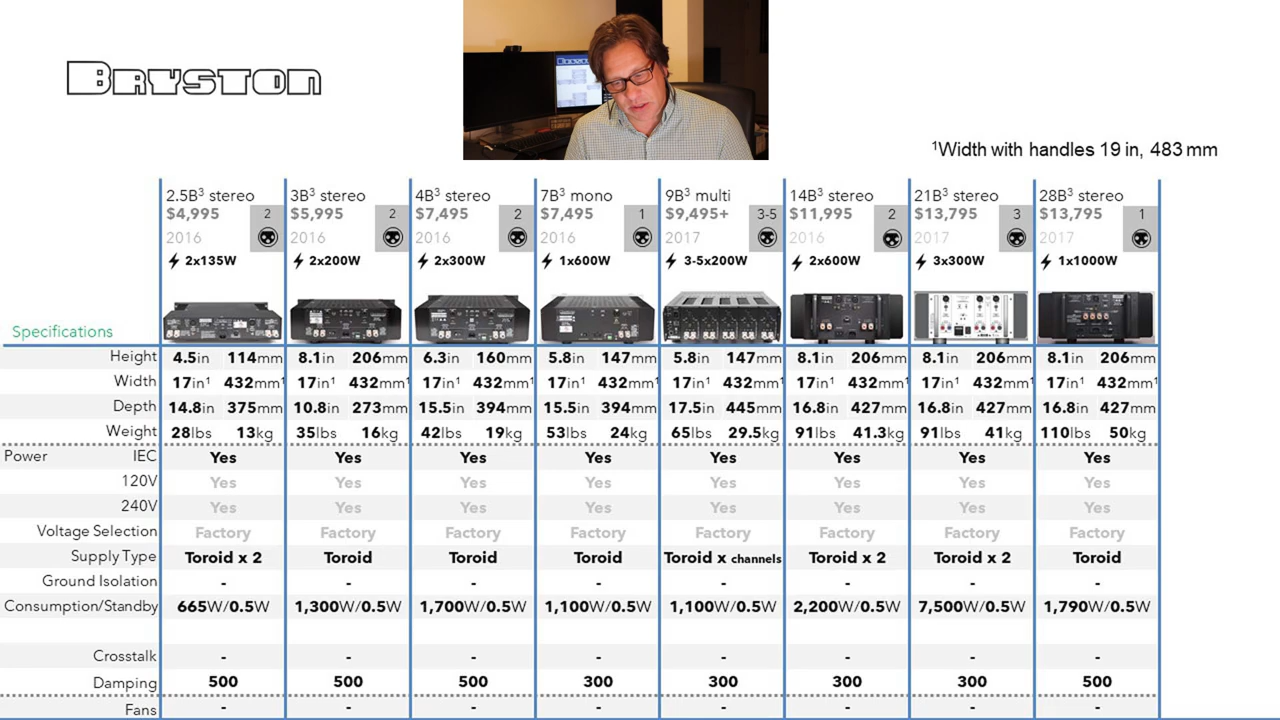 BRYSTON
¹Width with handles 19 in, 483 mm
2.5B³ stereo 3B³ stereo 4B³ stereo 7B³ mono 9B³ multi 14B³ stereo 21B³ stereo 28B³ stereo
$4,995 2 $5,995 2 $7,495 2 $7,495 1 $9,495+ 3-5 $11,995 2 $13,795 3 $13,795 1
2016 2016 2016 2016 2017 2016 2017 2017
2x135W 2x200W 2x300W 1x600W 3-5x200W 2x600W 3x300W 1x1000W
Specifications
Height 4.5in 114mm 8.1in 206mm 6.3in 160mm 5.8in 147mm 5.8in 147mm 8.1in 206mm 8.1in 206mm 8.1in 206mm
Width 17in¹ 432mm¹ 17in¹ 432mm¹ 17in¹ 432mm¹ 17in¹ 432mm¹ 17in¹ 432mm¹ 17in¹ 432mm¹ 17in¹ 432mm¹ 17in¹ 432mm¹
Depth 14.8in 375mm 10.8in 273mm 15.5in 394mm 15.5in 394mm 17.5in 445mm 16.8in 427mm 16.8in 427mm 16.8in 427mm
Weight 28lbs 13kg 35lbs 16kg 42lbs 19kg 53lbs 24kg 65lbs 29.5kg 91lbs 41.3kg 91lbs 41kg 110lbs 50kg
Power IEC Yes Yes Yes Yes Yes Yes Yes Yes
120V Yes Yes Yes Yes Yes Yes Yes Yes
240V Yes Yes Yes Yes Yes Yes Yes Yes
Voltage Selection Factory Factory Factory Factory Factory Factory Factory Factory
Supply Type Toroid x 2 Toroid Toroid Toroid Toroid x channels Toroid x 2 Toroid x 2 Toroid
Ground Isolation - - - - - - - -
Consumption/Standby 665W/0.5W 1,300W/0.5W 1,700W/0.5W 1,100W/0.5W 1,100W/0.5W 2,200W/0.5W 7,500W/0.5W 1,790W/0.5W
Crosstalk - - - - - - - -
Damping 500 500 500 300 300 300 300 500
Fans - - - - - - - -